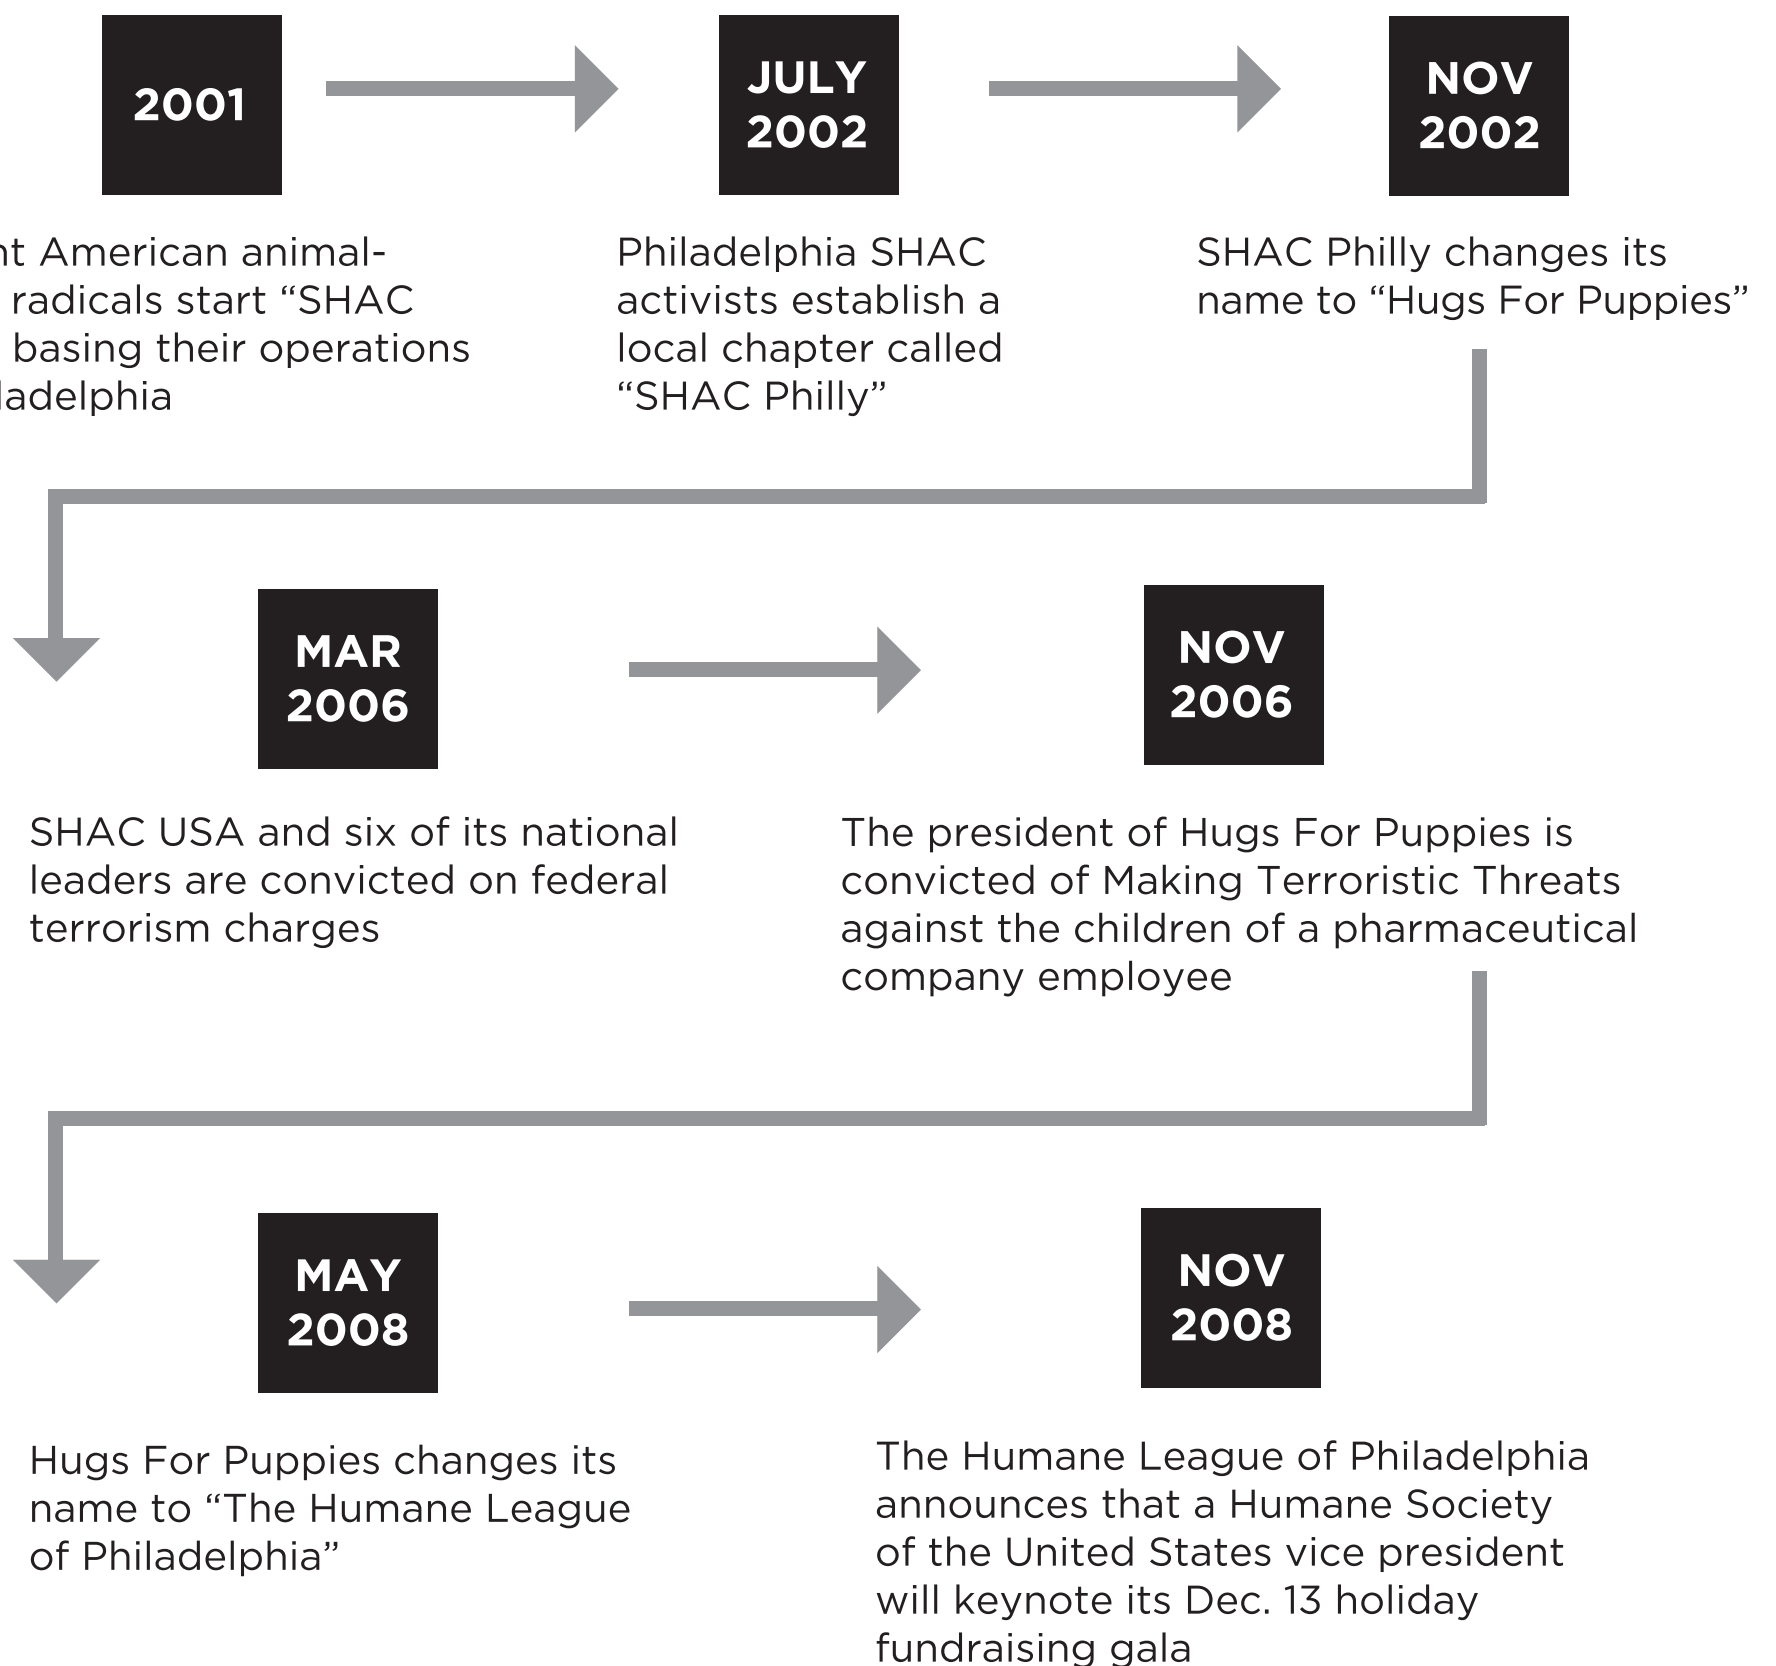 2001
American animal-
radicals start “SHAC
basing their operations
JULY
2002
Philadelphia SHAC
activists establish a
local chapter called
“SHAC Philly”
NOV
2002
SHAC Philly changes its
name to “Hugs For Puppies”
MAR
2006
SHAC USA and six of its national
leaders are convicted on federal
terrorism charges
NOV
2006
The president of Hugs For Puppies is
convicted of Making Terroristic Threats
against the children of a pharmaceutical
company employee
MAY
2008
Hugs For Puppies changes its
name to “The Humane League
of Philadelphia”
NOV
2008
The Humane League of Philadelphia
announces that a Humane Society
of the United States vice president
will keynote its Dec. 13 holiday
fundraising gala